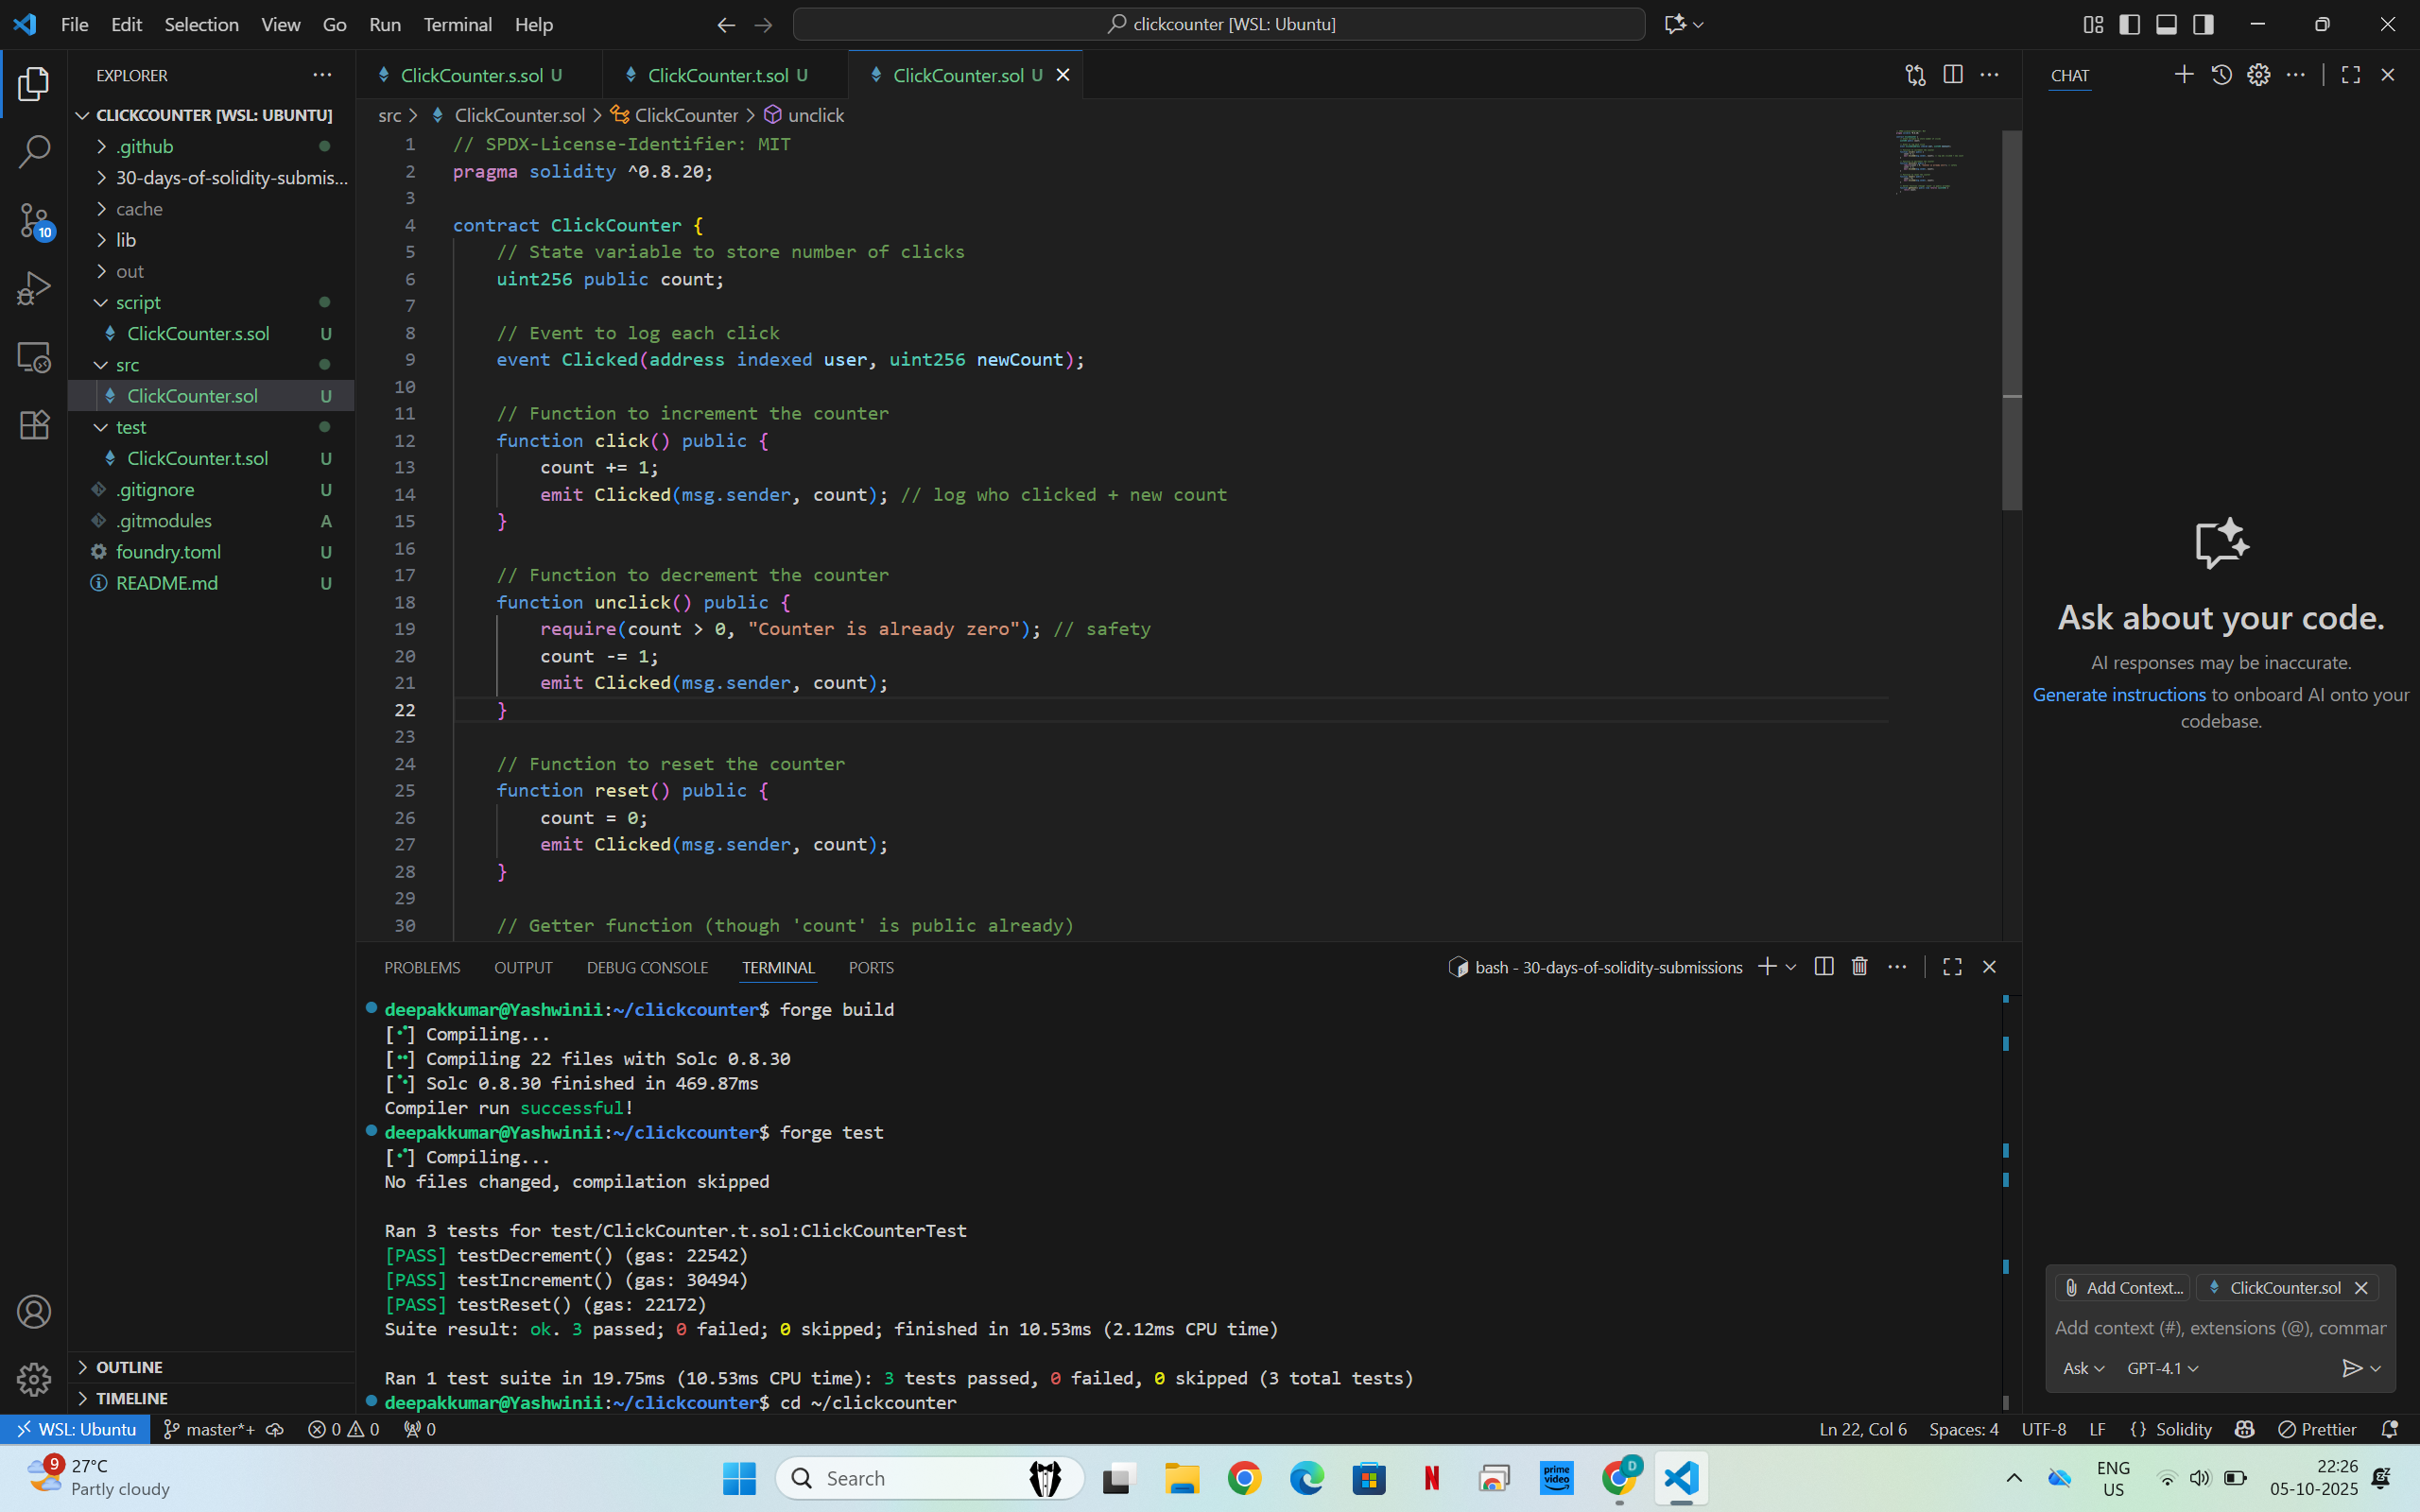 File Edit Selection View Go Run Terminal Help
clickcounter [WSL: Ubuntu]
EXPLORER
CLICKCOUNTER [WSL: UBUNTU]
.github
30-days-of-solidity-submis...
cache
lib
out
script
ClickCounter.s.sol U
src
ClickCounter.sol U
test
ClickCounter.t.sol U
.gitignore U
.gitmodules A
foundry.toml U
README.md U
OUTLINE
TIMELINE
10
ClickCounter.s.sol U ClickCounter.t.sol U ClickCounter.sol U
src > ClickCounter.sol > ClickCounter > unclick
1 // SPDX-License-Identifier: MIT
2 pragma solidity ^0.8.20;
3
4 contract ClickCounter {
5 // State variable to store number of clicks
6 uint256 public count;
7
8 // Event to log each click
9 event Clicked(address indexed user, uint256 newCount);
10
11 // Function to increment the counter
12 function click() public {
13 count += 1;
14 emit Clicked(msg.sender, count); // log who clicked + new count
15 }
16
17 // Function to decrement the counter
18 function unclick() public {
19 require(count > 0, "Counter is already zero"); // safety
20 count -= 1;
21 emit Clicked(msg.sender, count);
22 }
23
24 // Function to reset the counter
25 function reset() public {
26 count = 0;
27 emit Clicked(msg.sender, count);
28 }
29
30 // Getter function (though 'count' is public already)
PROBLEMS OUTPUT DEBUG CONSOLE TERMINAL PORTS
bash - 30-days-of-solidity-submissions
deepakkumar@Yashwinii:~/clickcounter$ forge build
[⠊] Compiling...
[⠒] Compiling 22 files with Solc 0.8.30
[⠑] Solc 0.8.30 finished in 469.87ms
Compiler run successful!
deepakkumar@Yashwinii:~/clickcounter$ forge test
[⠊] Compiling...
No files changed, compilation skipped
Ran 3 tests for test/ClickCounter.t.sol:ClickCounterTest
[PASS] testDecrement() (gas: 22542)
[PASS] testIncrement() (gas: 30494)
[PASS] testReset() (gas: 22172)
Suite result: ok. 3 passed; 0 failed; 0 skipped; finished in 10.53ms (2.12ms CPU time)
Ran 1 test suite in 19.75ms (10.53ms CPU time): 3 tests passed, 0 failed, 0 skipped (3 total tests)
deepakkumar@Yashwinii:~/clickcounter$ cd ~/clickcounter
CHAT
Ask about your code.
AI responses may be inaccurate.
Generate instructions to onboard AI onto your
codebase.
Add Context... ClickCounter.sol
Add context (#), extensions (@), commar
Ask GPT-4.1
WSL: Ubuntu master*+ 0 0 0
Ln 22, Col 6 Spaces: 4 UTF-8 LF {} Solidity Prettier
9
27°C
Partly cloudy
Search
prime
video
N
D
ENG
US
22:26
05-10-2025